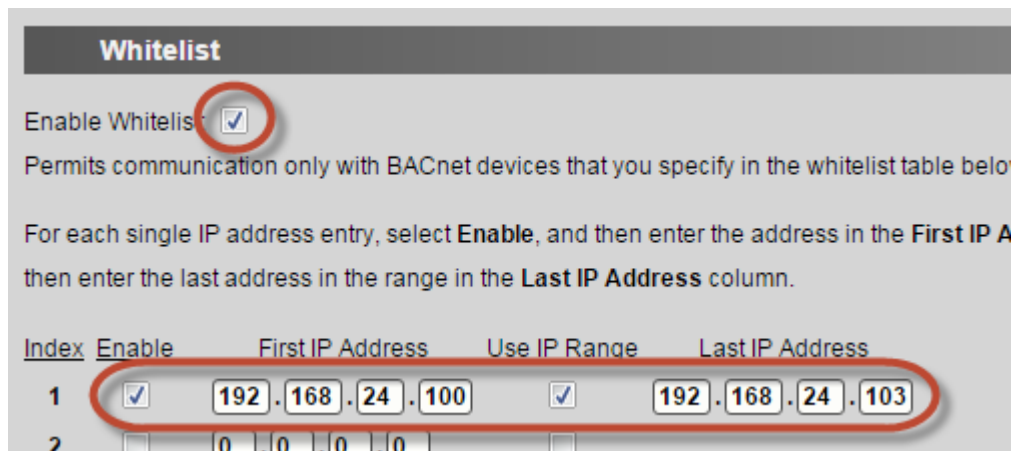 Whitelist
Enable Whitelist
Permits communication only with BACnet devices that you specify in the whitelist table
For each single IP address entry, select Enable, and then enter the address in the First IP
then enter the last address in the range in the Last IP Address column.
Index Enable First IP Address Use IP Range Last IP Address
1 192.168.24.100 192.168.24.103
2 0.0.0.0